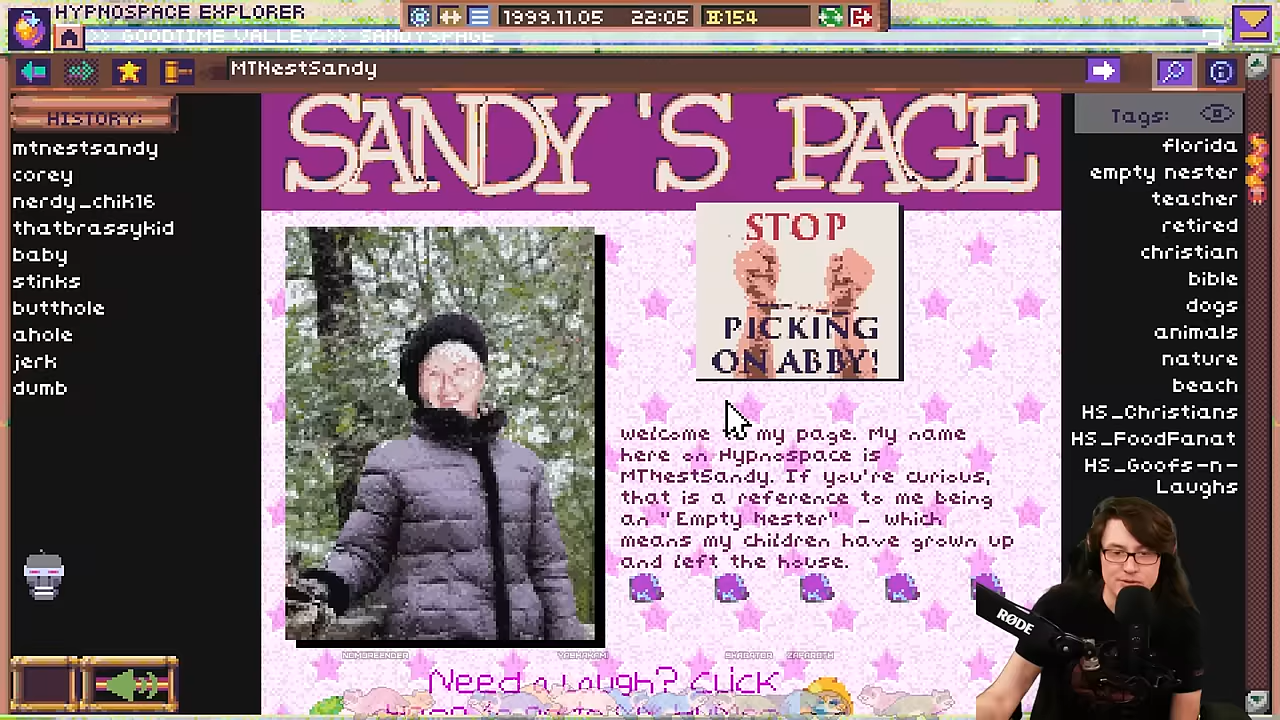 HYPNOSPACE EXPLORER
1999.11.05 22:05 154
>> GOODTIME VALLEY >> SANDYSPAGE
MTNestSandy
HISTORY:
mtnestsandy
corey
nerdy_chik16
thatbrassykid
baby
stinks
butthole
ahole
jerk
dumb
SANDY'S PAGE
STOP
PICKING
ON ABBY!
welcome to my page. My name
here on Hypnospace is
MTNestSandy. If you're curious,
that is a reference to me being
an "Empty Nester" - which
means my children have grown up
and left the house.
Need a Laugh? Click
Tags:
florida
empty nester
teacher
retired
christian
bible
dogs
animals
nature
beach
HS_Christians
HS_FoodFanat
HS_Goofs-n-
Laughs
RØDE